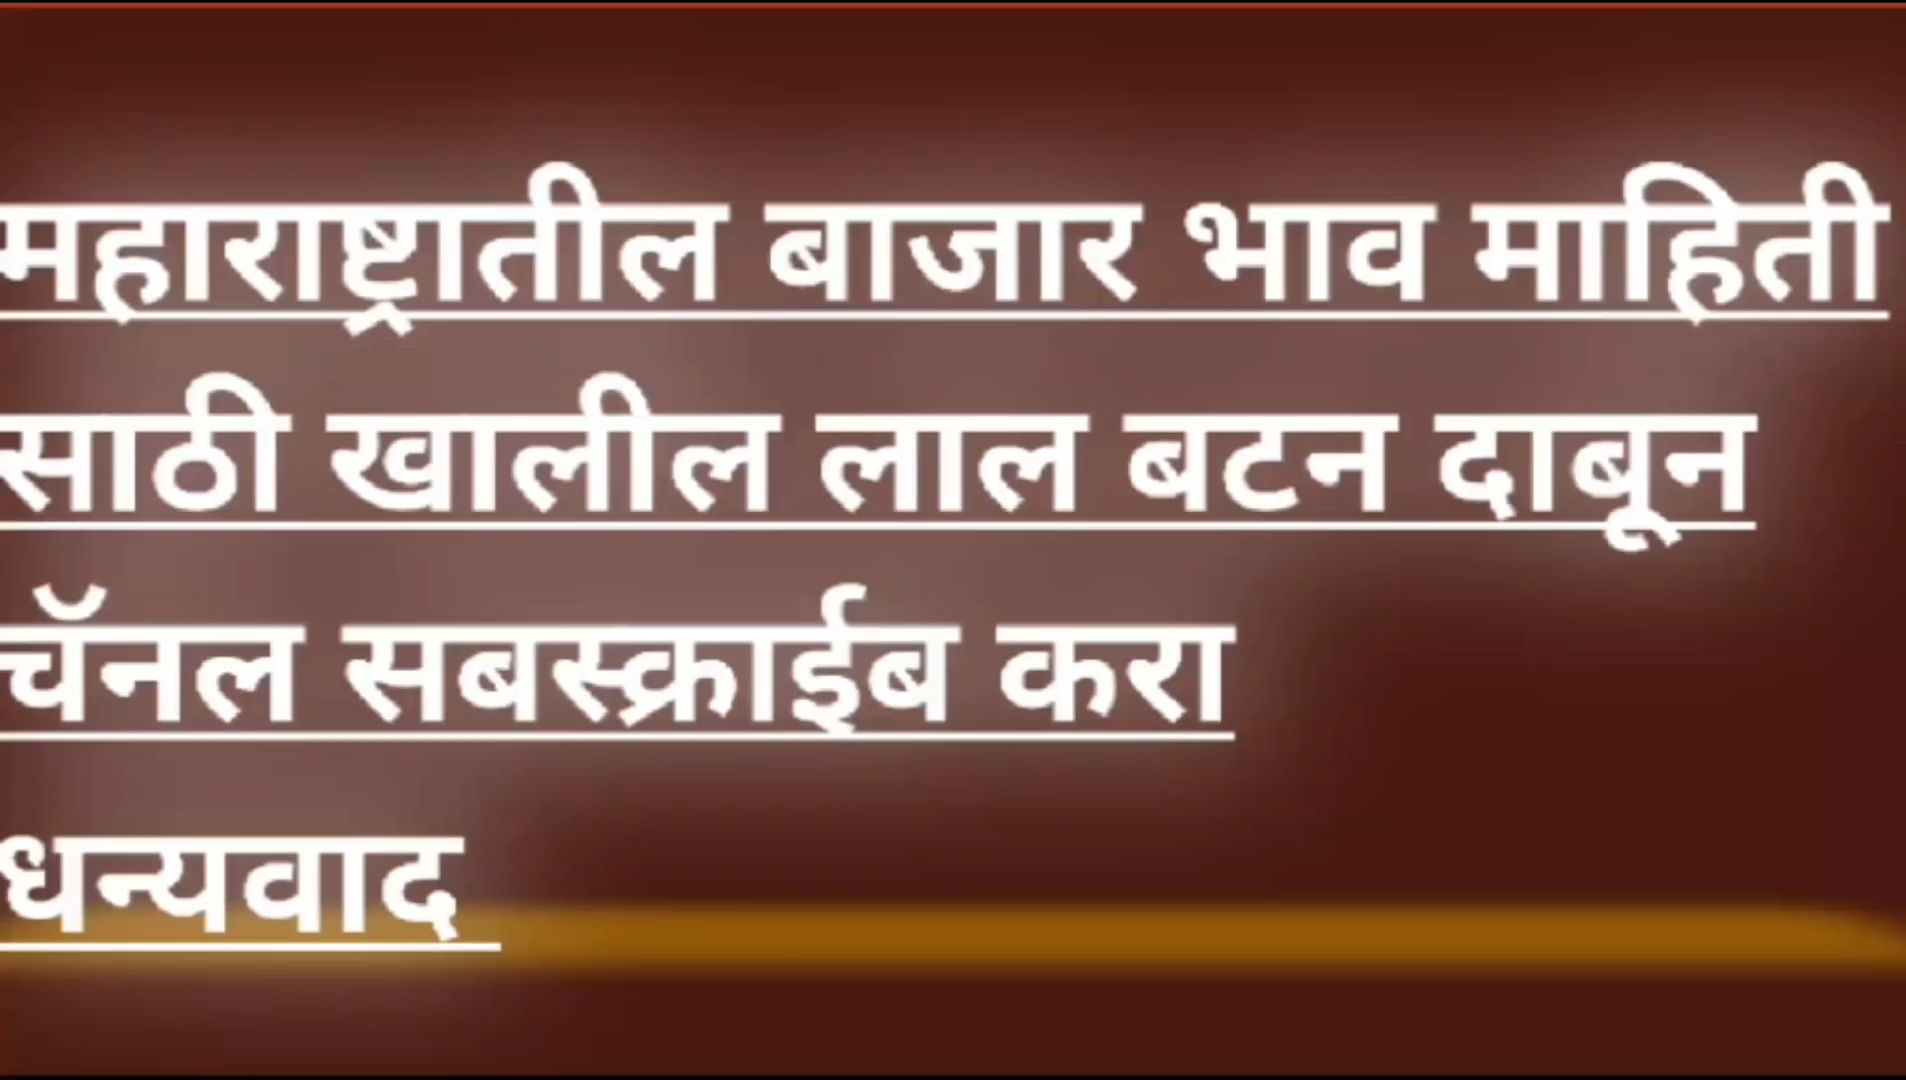 महाराष्ट्रातील बाजार भाव माहिती
साठी खालील लाल बटन दाबून
चॅनल सबस्क्राईब करा
धन्यवाद